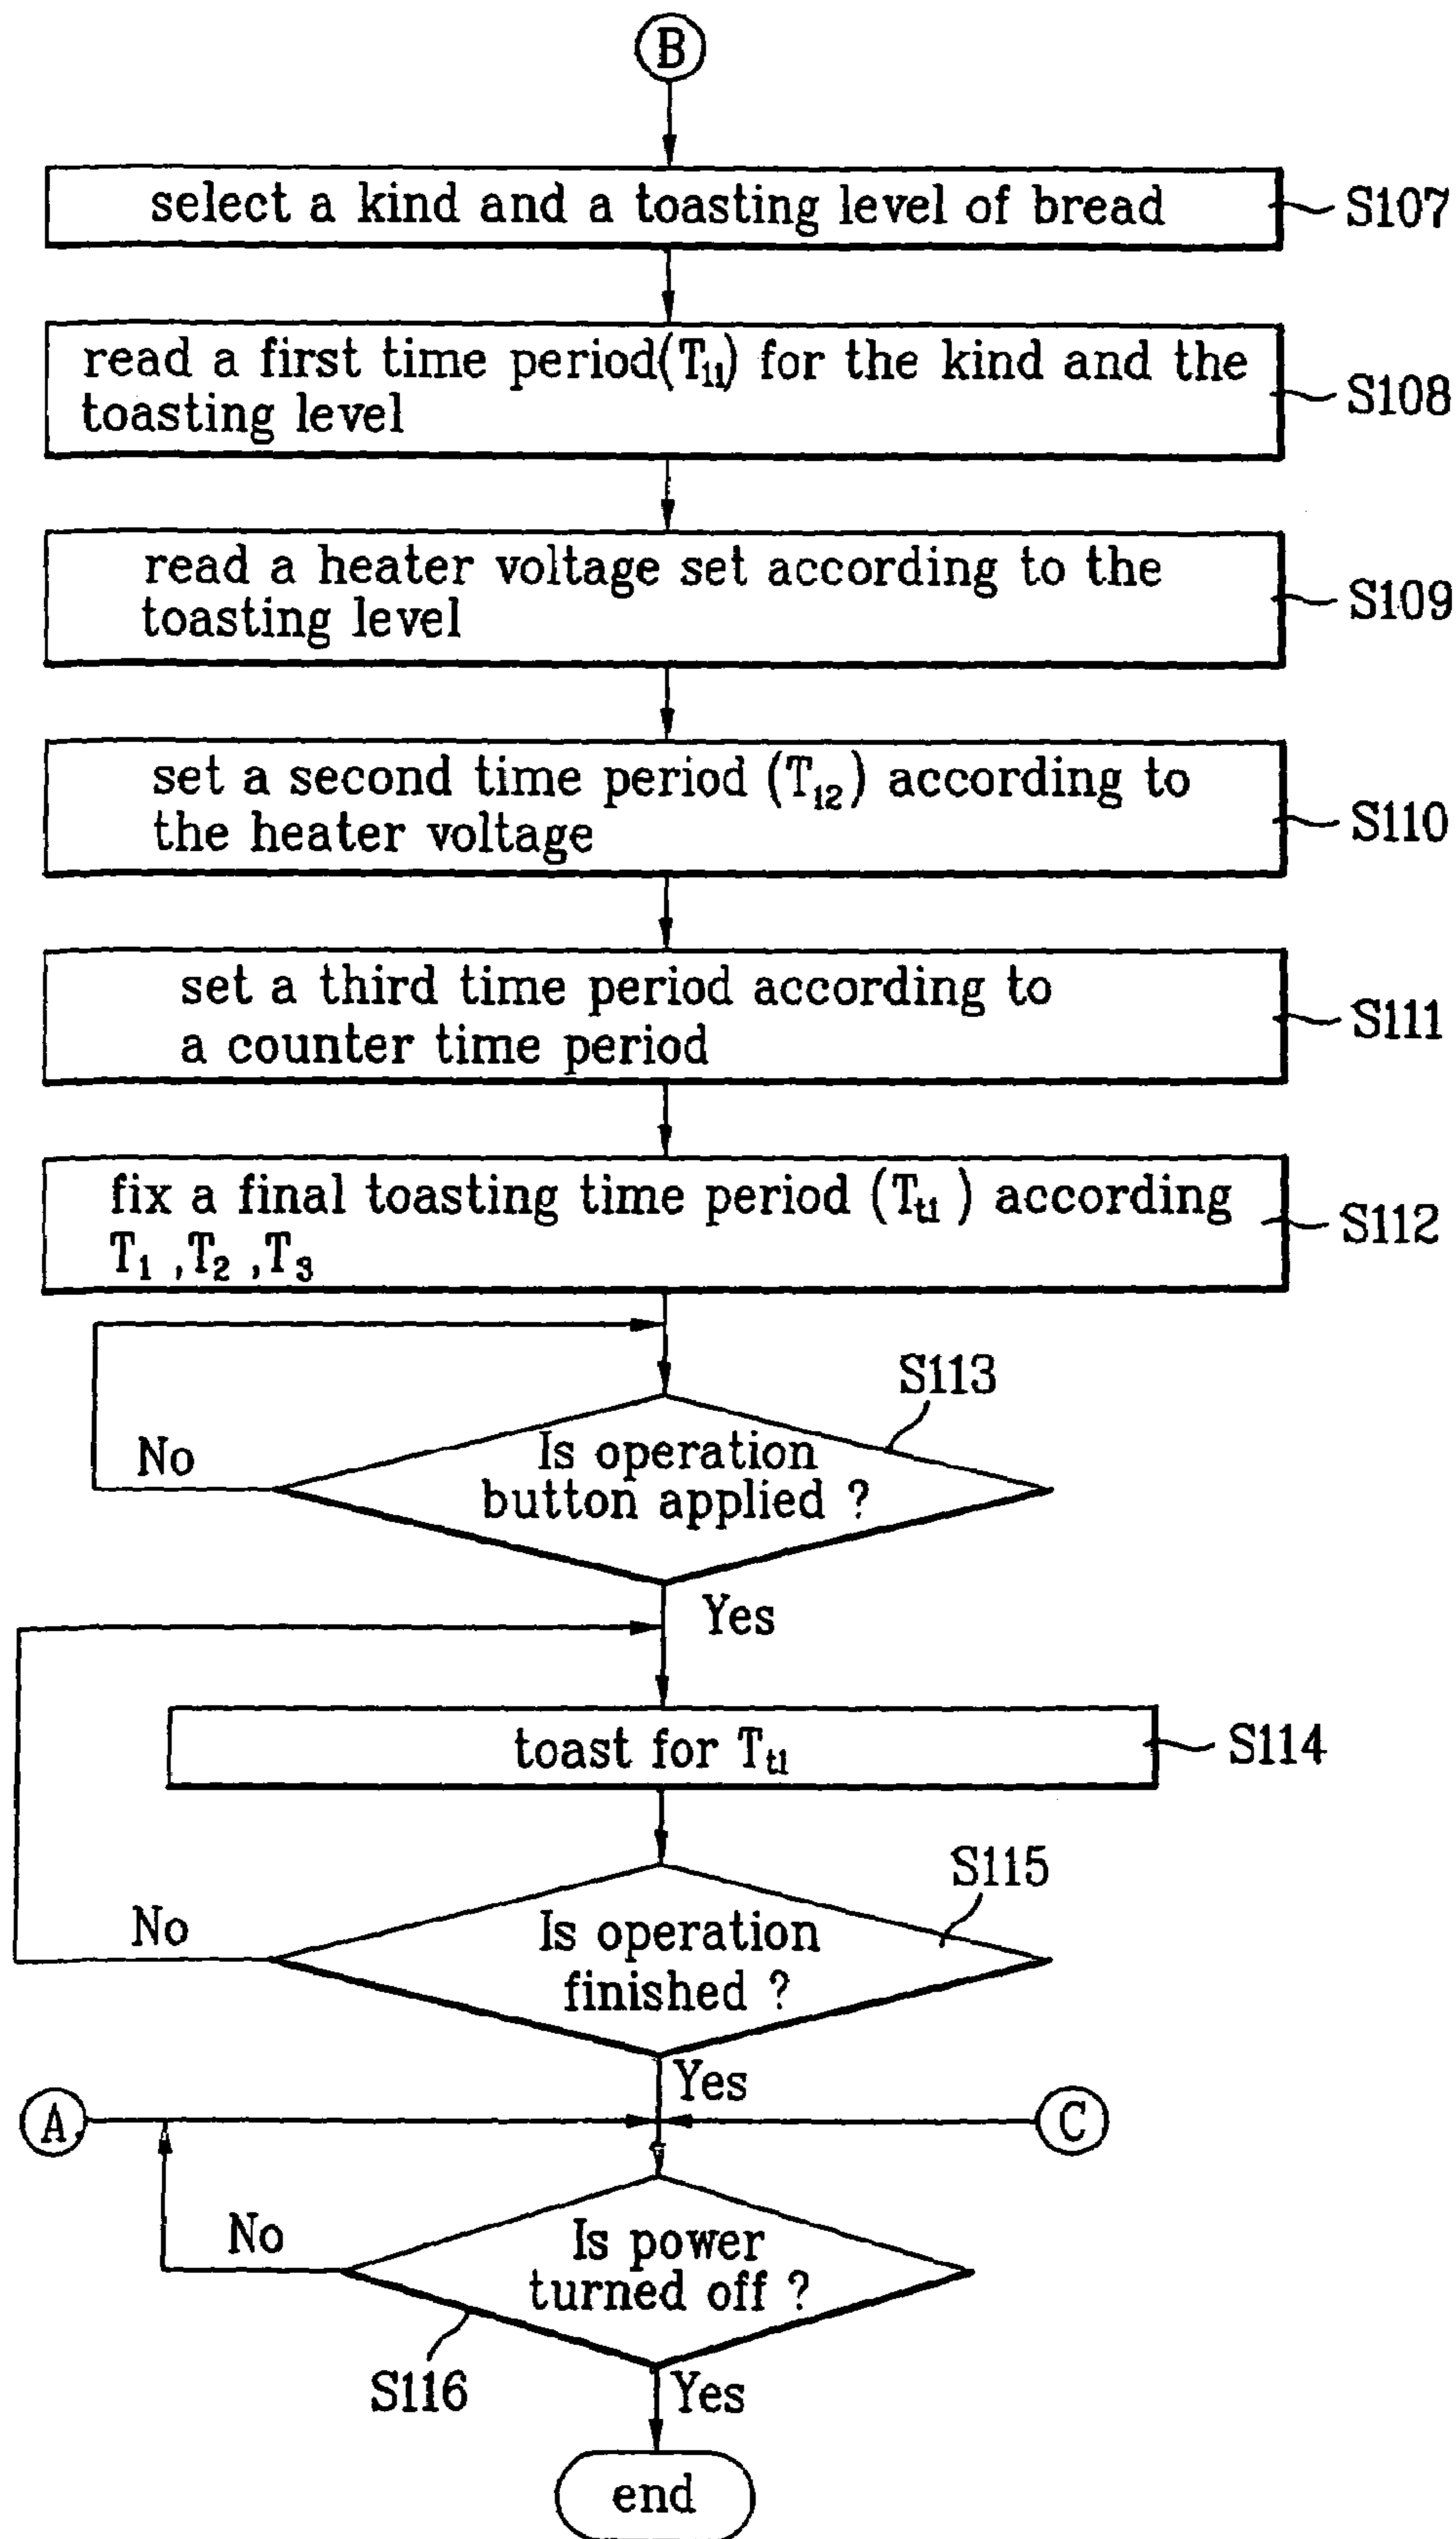 B
select a kind and a toasting level of bread
S107
read a first time period(T₁₁) for the kind and the
toasting level
S108
read a heater voltage set according to the
toasting level
S109
set a second time period (T₁₂) according to
the heater voltage
S110
set a third time period according to
a counter time period
S111
fix a final toasting time period (Tt1) according
T₁ ,T₂ ,T₃
S112
S113
No
Is operation
button applied ?
Yes
toast for Tt1
S114
S115
No
Is operation
finished ?
Yes
A
C
No
Is power
turned off ?
S116
Yes
end